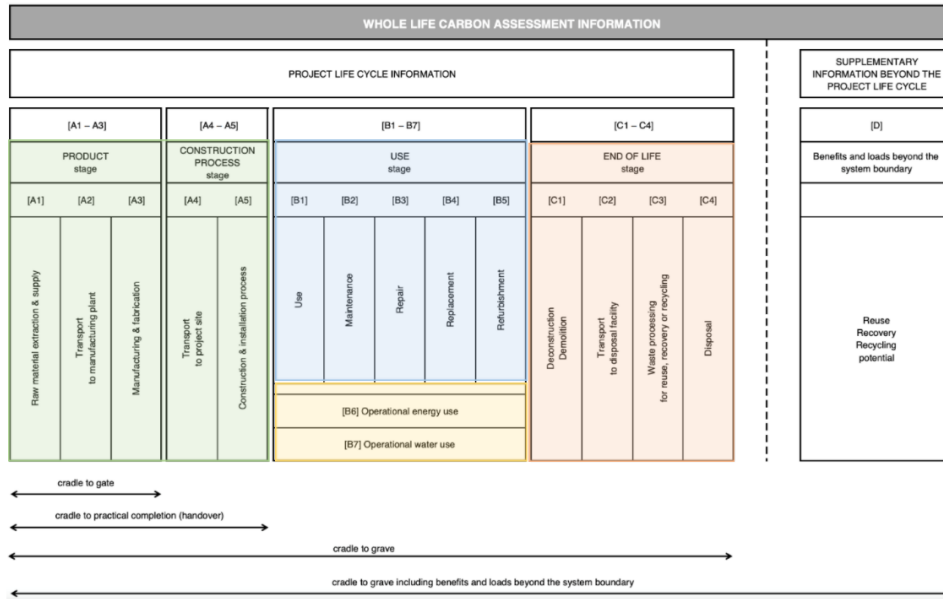 WHOLE LIFE CARBON ASSESSMENT INFORMATION
PROJECT LIFE CYCLE INFORMATION
SUPPLEMENTARY
INFORMATION BEYOND THE
PROJECT LIFE CYCLE
[A1 – A3]
[A4 – A5]
[B1 – B7]
[C1 – C4]
[D]
PRODUCT
stage
CONSTRUCTION
PROCESS
stage
USE
stage
END OF LIFE
stage
Benefits and loads beyond the
system boundary
[A1]
[A2]
[A3]
[A4]
[A5]
[B1]
[B2]
[B3]
[B4]
[B5]
[C1]
[C2]
[C3]
[C4]
Raw material extraction & supply
Transport
to manufacturing plant
Manufacturing & fabrication
Transport
to project site
Construction & installation process
Use
Maintenance
Repair
Replacement
Refurbishment
[B6] Operational energy use
[B7] Operational water use
Deconstruction
Demolition
Transport
to disposal facility
Waste processing
for reuse, recovery or recycling
Disposal
Reuse
Recovery
Recycling
potential
cradle to gate
cradle to practical completion (handover)
cradle to grave
cradle to grave including benefits and loads beyond the system boundary